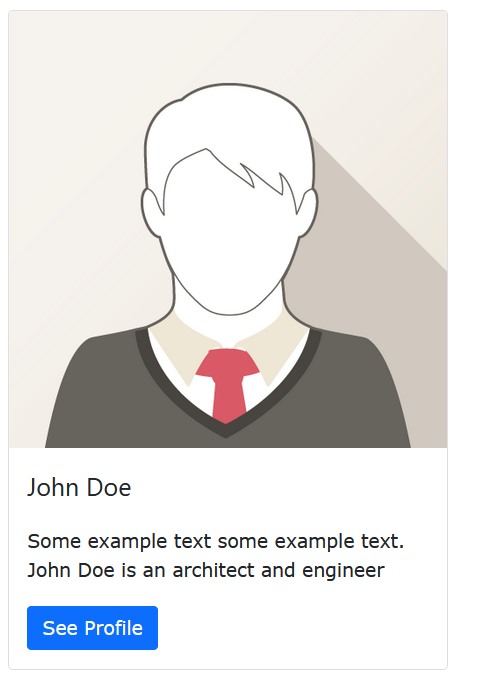 John Doe
Some example text some example text.
John Doe is an architect and engineer
See Profile